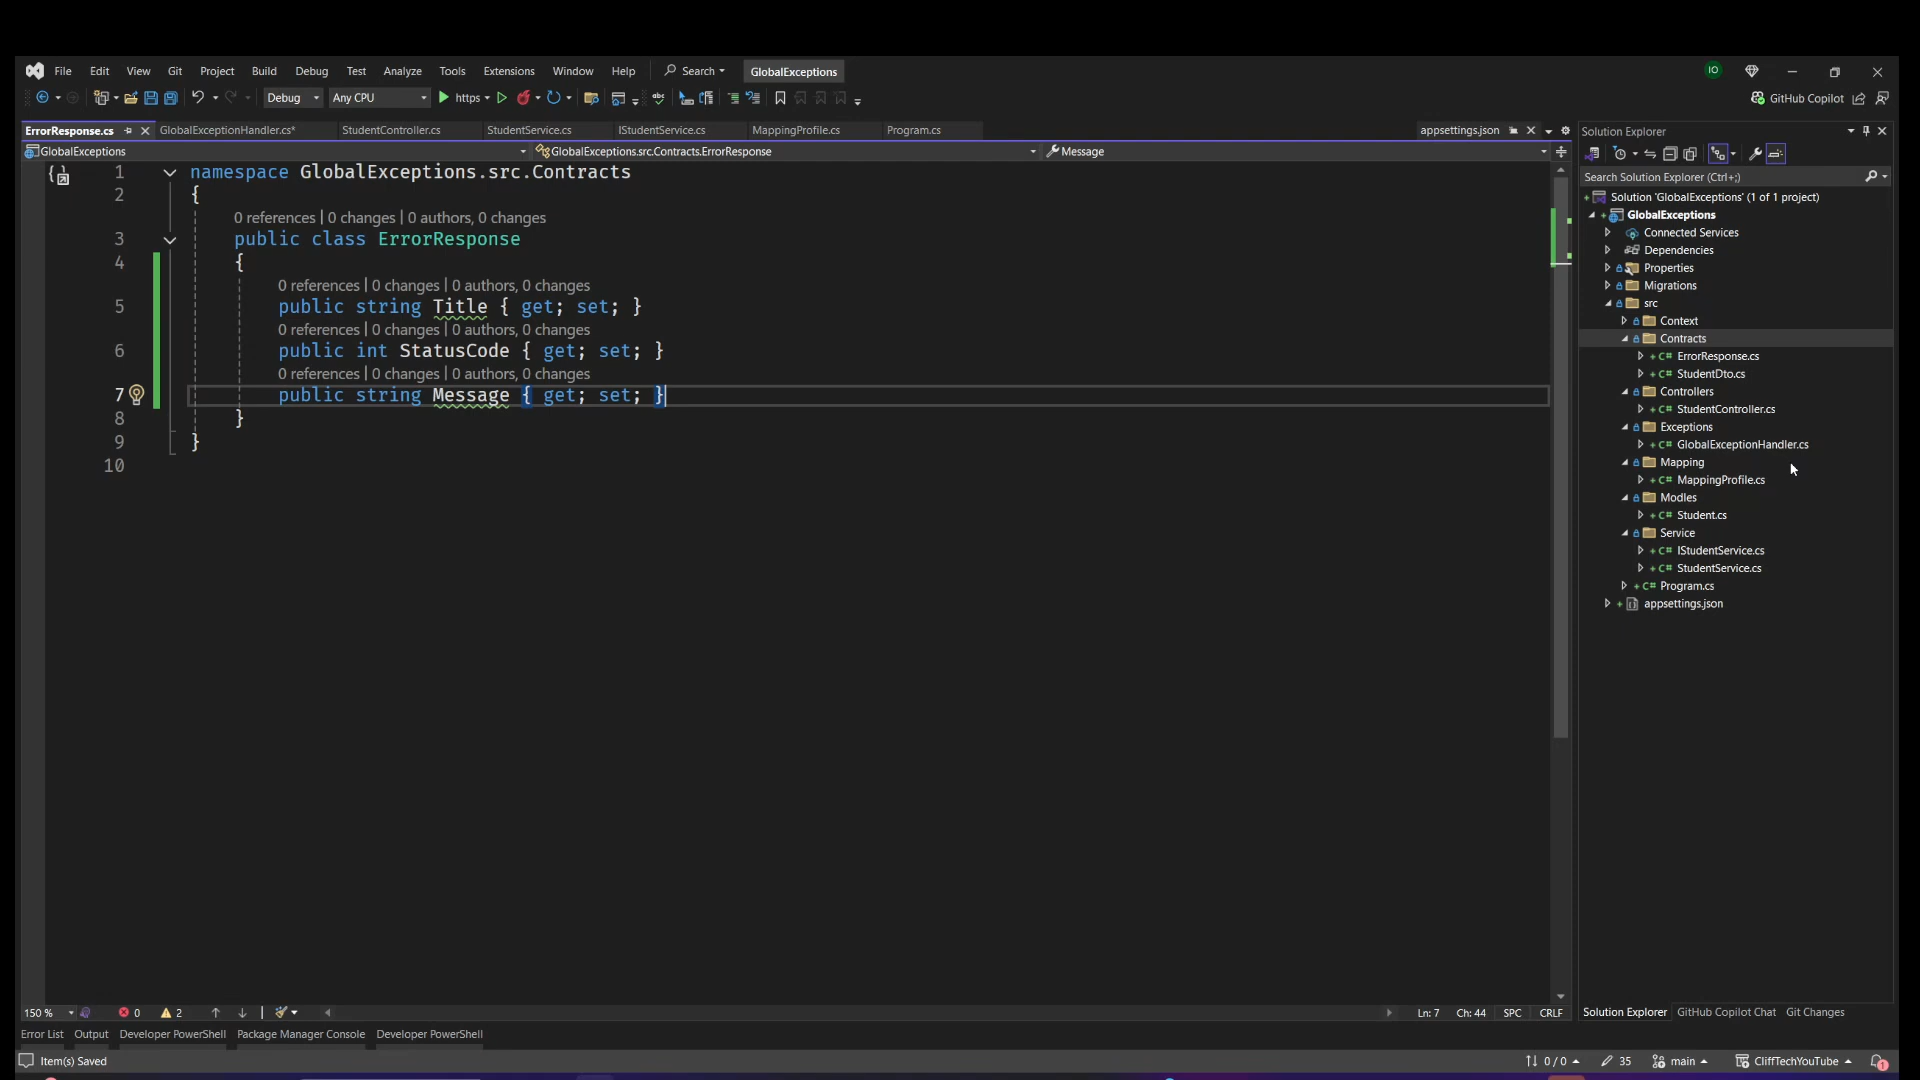 File Edit View Git Project Build Debug Test Analyze Tools Extensions Window Help Search GlobalExceptions IO
Debug Any CPU https GitHub Copilot
ErrorResponse.cs GlobalExceptionHandler.cs* StudentController.cs StudentService.cs IStudentService.cs MappingProfile.cs Program.cs appsettings.json
GlobalExceptions GlobalExceptions.src.Contracts.ErrorResponse Message
1 namespace GlobalExceptions.src.Contracts
2 {
0 references | 0 changes | 0 authors, 0 changes
3 public class ErrorResponse
4 {
0 references | 0 changes | 0 authors, 0 changes
5 public string Title { get; set; }
0 references | 0 changes | 0 authors, 0 changes
6 public int StatusCode { get; set; }
0 references | 0 changes | 0 authors, 0 changes
7 public string Message { get; set; }
8 }
9 }
10
Solution Explorer
Search Solution Explorer (Ctrl+;)
Solution 'GlobalExceptions' (1 of 1 project)
GlobalExceptions
Connected Services
Dependencies
Properties
Migrations
src
Context
Contracts
C# ErrorResponse.cs
C# StudentDto.cs
Controllers
C# StudentController.cs
Exceptions
C# GlobalExceptionHandler.cs
Mapping
C# MappingProfile.cs
Modles
C# Student.cs
Service
C# IStudentService.cs
C# StudentService.cs
C# Program.cs
appsettings.json
150 % 0 2 Ln: 7 Ch: 44 SPC CRLF
Solution Explorer GitHub Copilot Chat Git Changes
Error List Output Developer PowerShell Package Manager Console Developer PowerShell
Item(s) Saved 0 / 0 35 main CliffTechYouTube 1